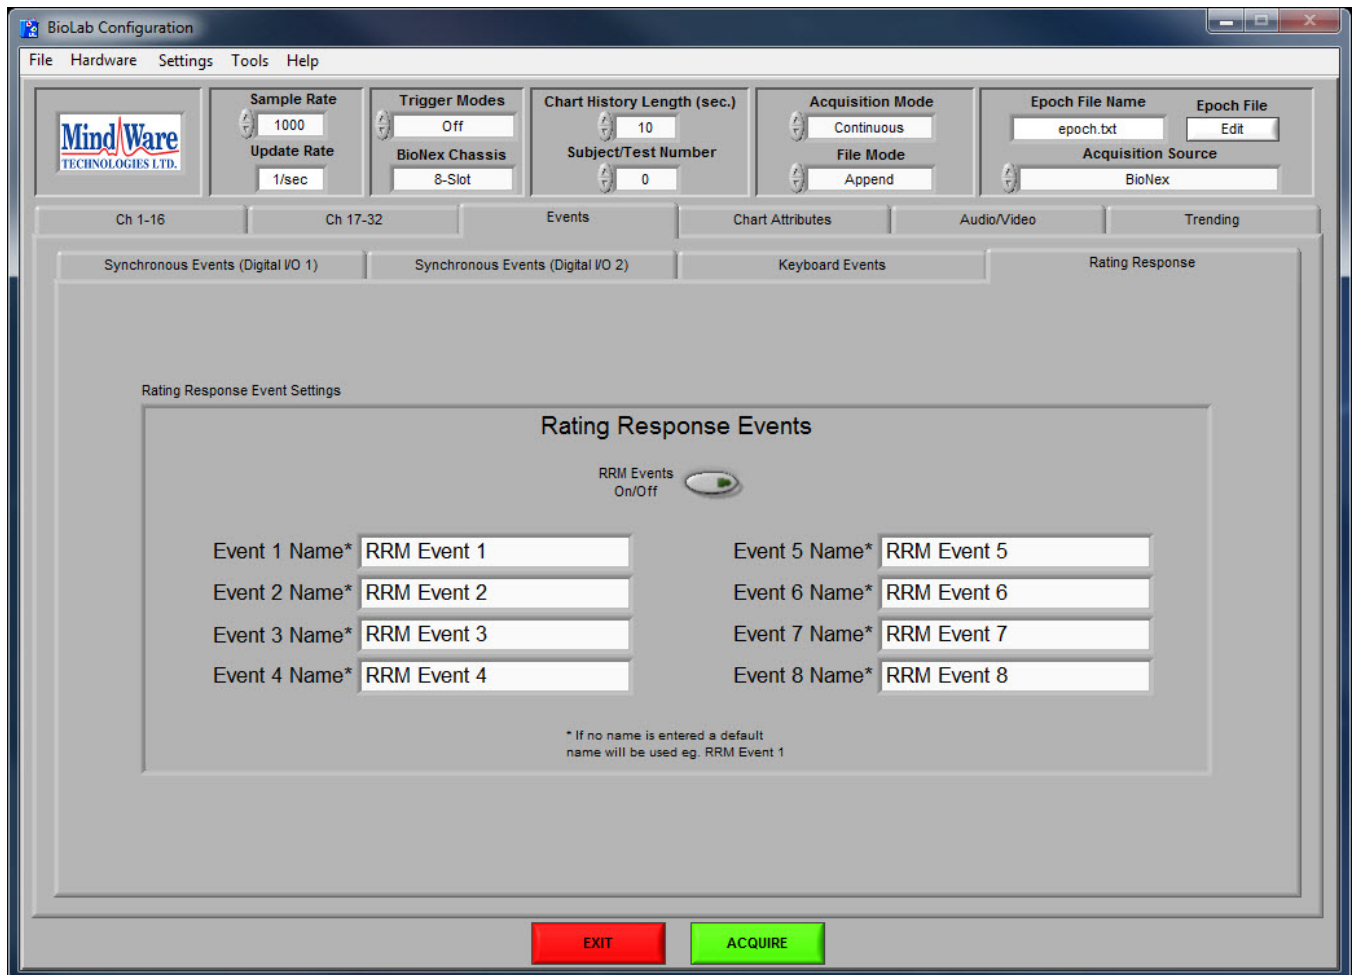 BioLab Configuration
File Hardware Settings Tools Help
MindWare
TECHNOLOGIES LTD.
Sample Rate
1000
Update Rate
1/sec
Trigger Modes
Off
BioNex Chassis
8-Slot
Chart History Length (sec.)
10
Subject/Test Number
0
Acquisition Mode
Continuous
File Mode
Append
Epoch File Name
epoch.txt
Epoch File
Edit
Acquisition Source
BioNex
Ch 1-16 Ch 17-32 Events Chart Attributes Audio/Video Trending
Synchronous Events (Digital I/O 1) Synchronous Events (Digital I/O 2) Keyboard Events Rating Response
Rating Response Event Settings
Rating Response Events
RRM Events
On/Off
Event 1 Name* RRM Event 1
Event 2 Name* RRM Event 2
Event 3 Name* RRM Event 3
Event 4 Name* RRM Event 4
Event 5 Name* RRM Event 5
Event 6 Name* RRM Event 6
Event 7 Name* RRM Event 7
Event 8 Name* RRM Event 8
* If no name is entered a default
name will be used eg. RRM Event 1
EXIT ACQUIRE